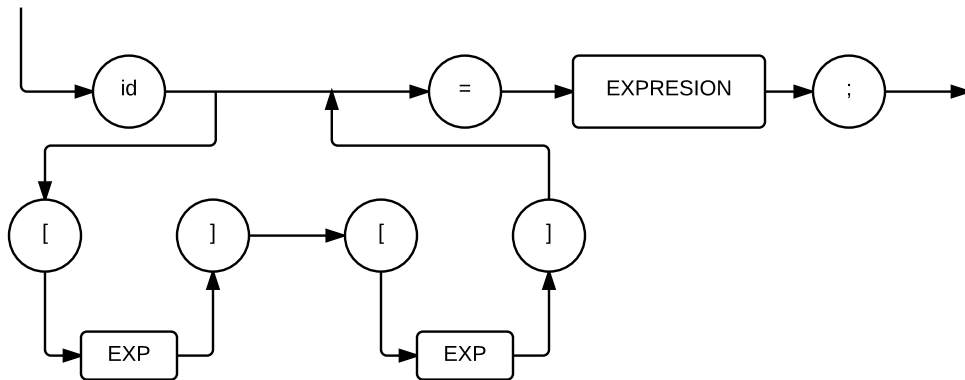 id
=
EXPRESION
;
[
]
[
]
EXP
EXP